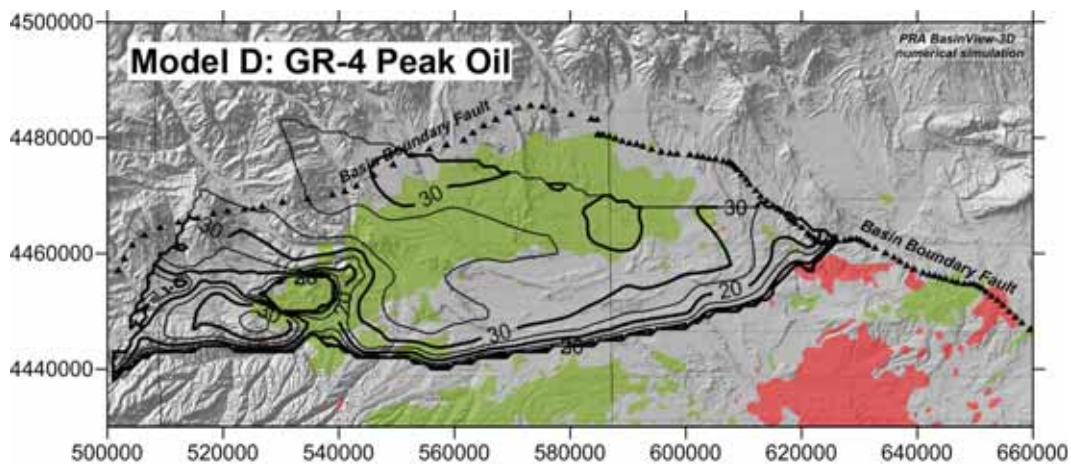 4500000
PRA BasinView-3D
numerical simulation
Model D: GR-4 Peak Oil
Basin Boundary Fault
4480000
30
30
30
4460000
Basin Boundary Fault
20
30
20
4440000
500000 520000 540000 560000 580000 600000 620000 640000 660000